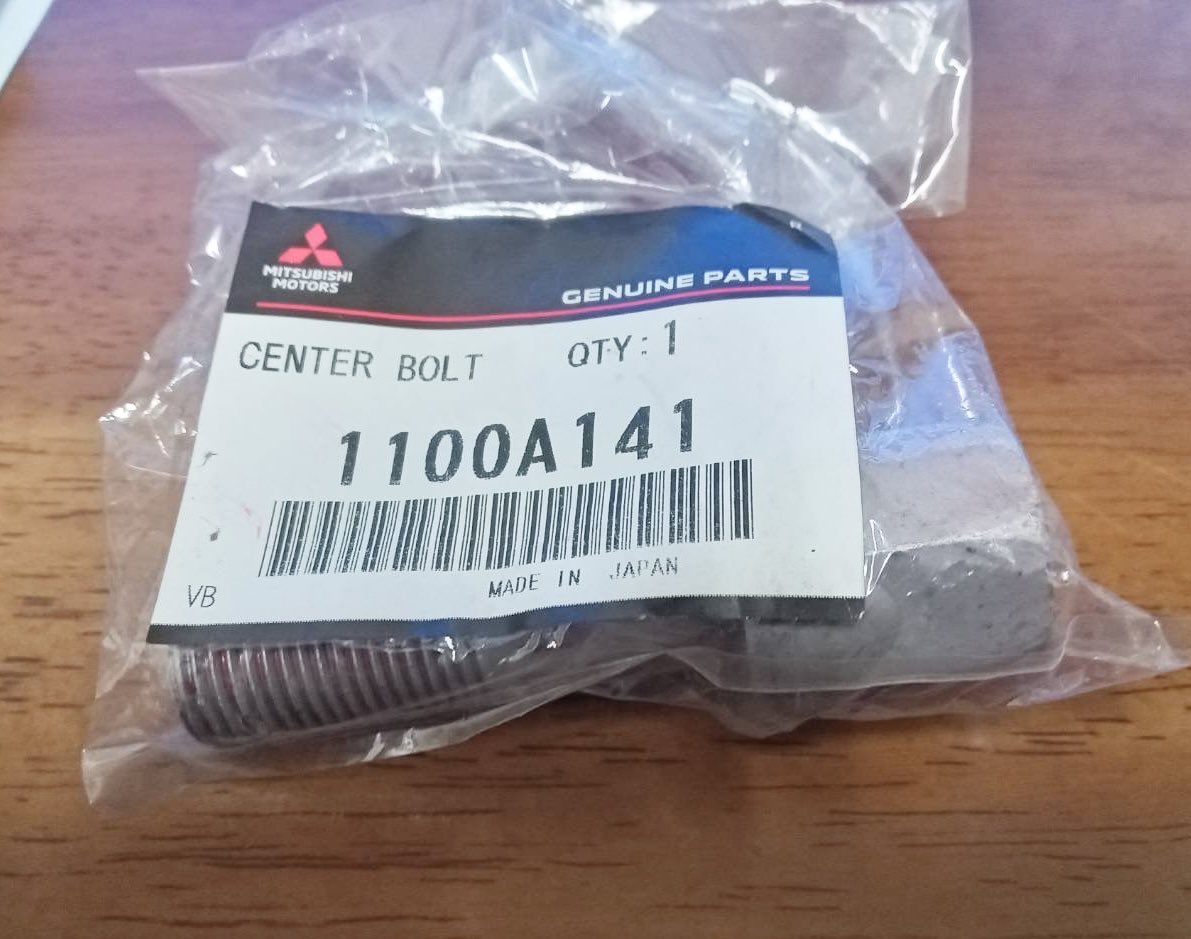 MITSUBISHI
MOTORS
GENUINE PARTS
CENTER BOLT QTY: 1
1100A141
MADE IN JAPAN
VB